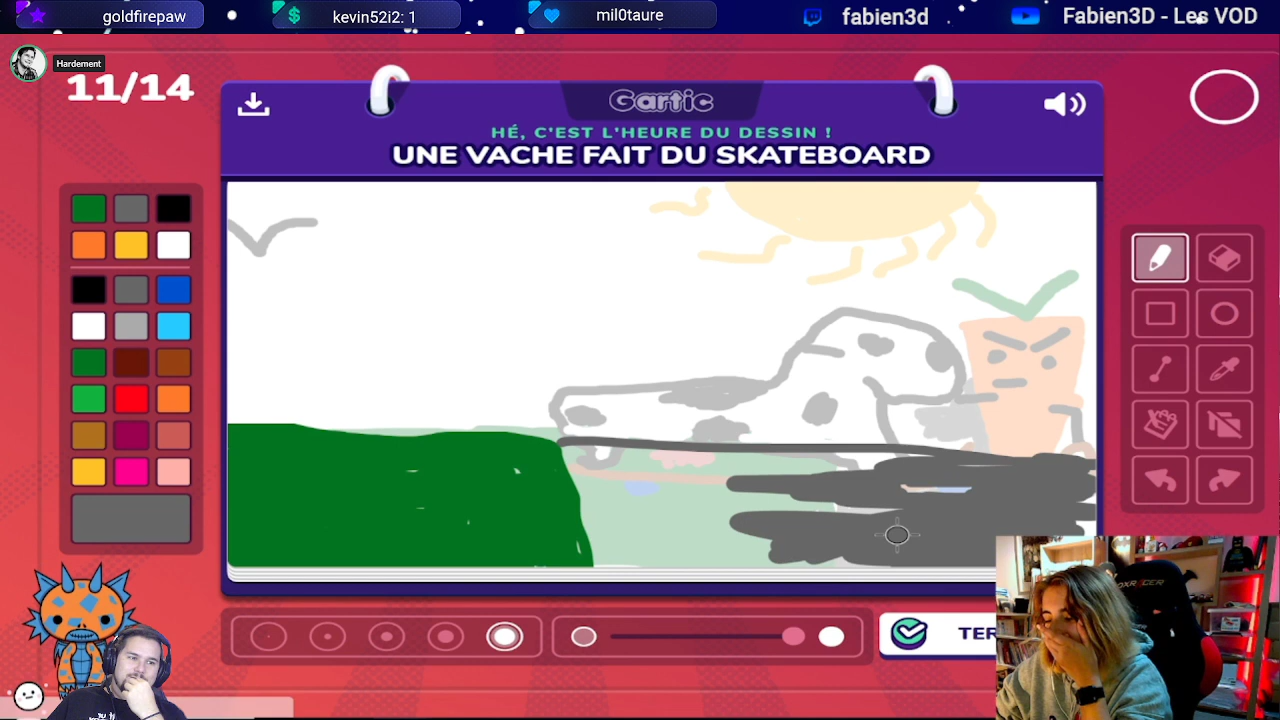 goldfirepaw
kevin52i2: 1
mil0taure
fabien3d
Fabien3D - Les VOD
Hardement
11/14
Gartic
HÉ, C'EST L'HEURE DU DESSIN !
UNE VACHE FAIT DU SKATEBOARD
TER